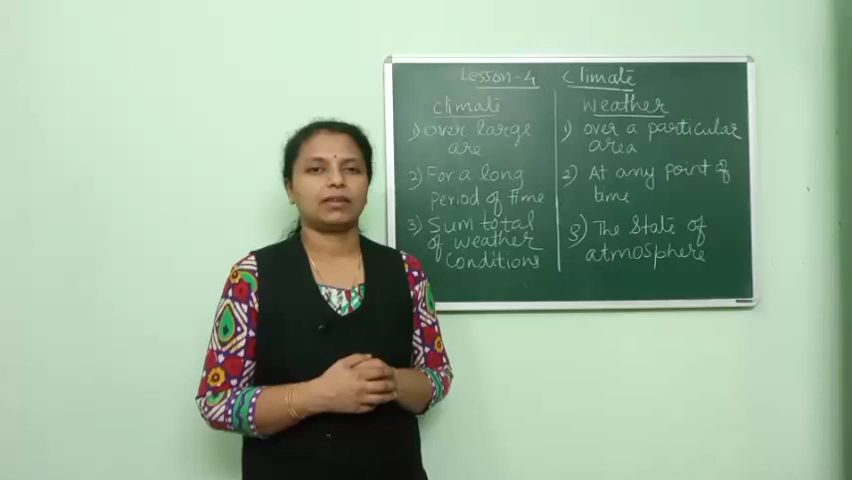 Lesson-4 Climate
Climate
1) over large
are
2) For a long
period of time
3) Sum total
of weather
conditions
weather
1) over a particular
area
2) At any point of
time
3) The State of
atmosphere